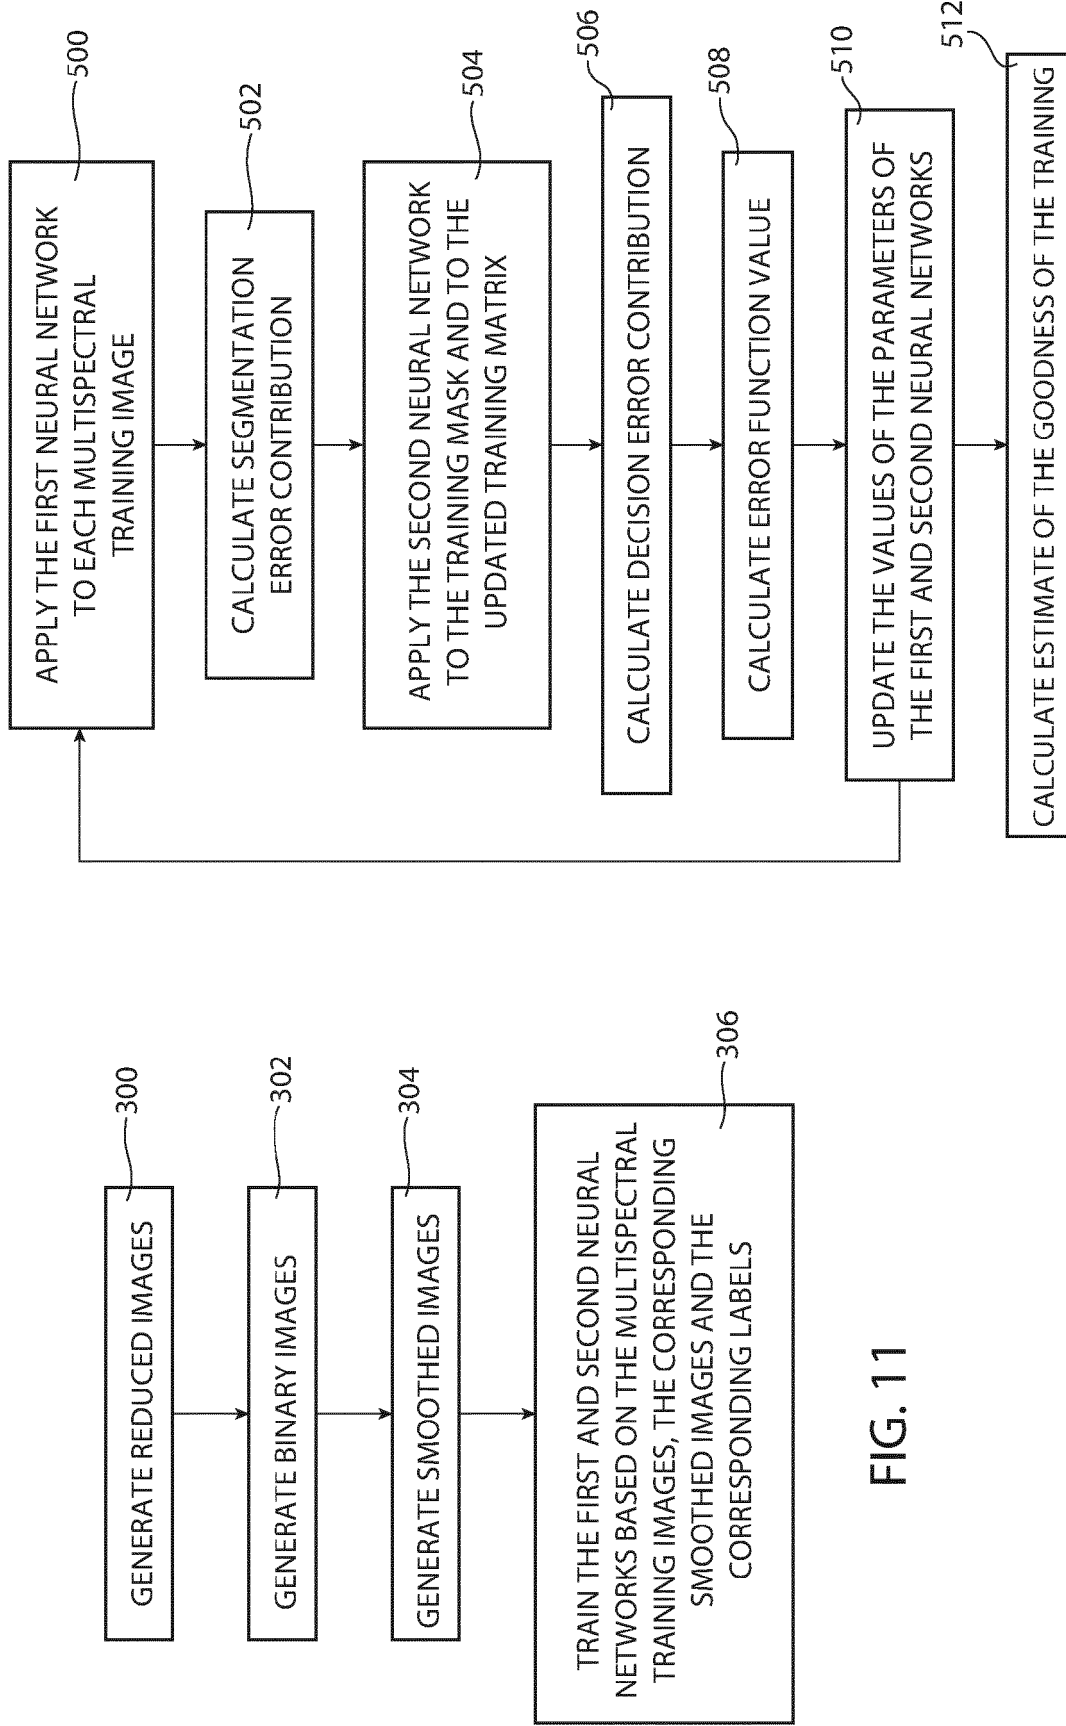 300
GENERATE REDUCED IMAGES
302
GENERATE BINARY IMAGES
304
GENERATE SMOOTHED IMAGES
306
TRAIN THE FIRST AND SECOND NEURAL
NETWORKS BASED ON THE MULTISPECTRAL
TRAINING IMAGES, THE CORRESPONDING
SMOOTHED IMAGES AND THE
CORRESPONDING LABELS
FIG. 11
500
APPLY THE FIRST NEURAL NETWORK
TO EACH MULTISPECTRAL
TRAINING IMAGE
502
CALCULATE SEGMENTATION
ERROR CONTRIBUTION
504
APPLY THE SECOND NEURAL NETWORK
TO THE TRAINING MASK AND TO THE
UPDATED TRAINING MATRIX
506
CALCULATE DECISION ERROR CONTRIBUTION
508
CALCULATE ERROR FUNCTION VALUE
510
UPDATE THE VALUES OF THE PARAMETERS OF
THE FIRST AND SECOND NEURAL NETWORKS
512
CALCULATE ESTIMATE OF THE GOODNESS OF THE TRAINING